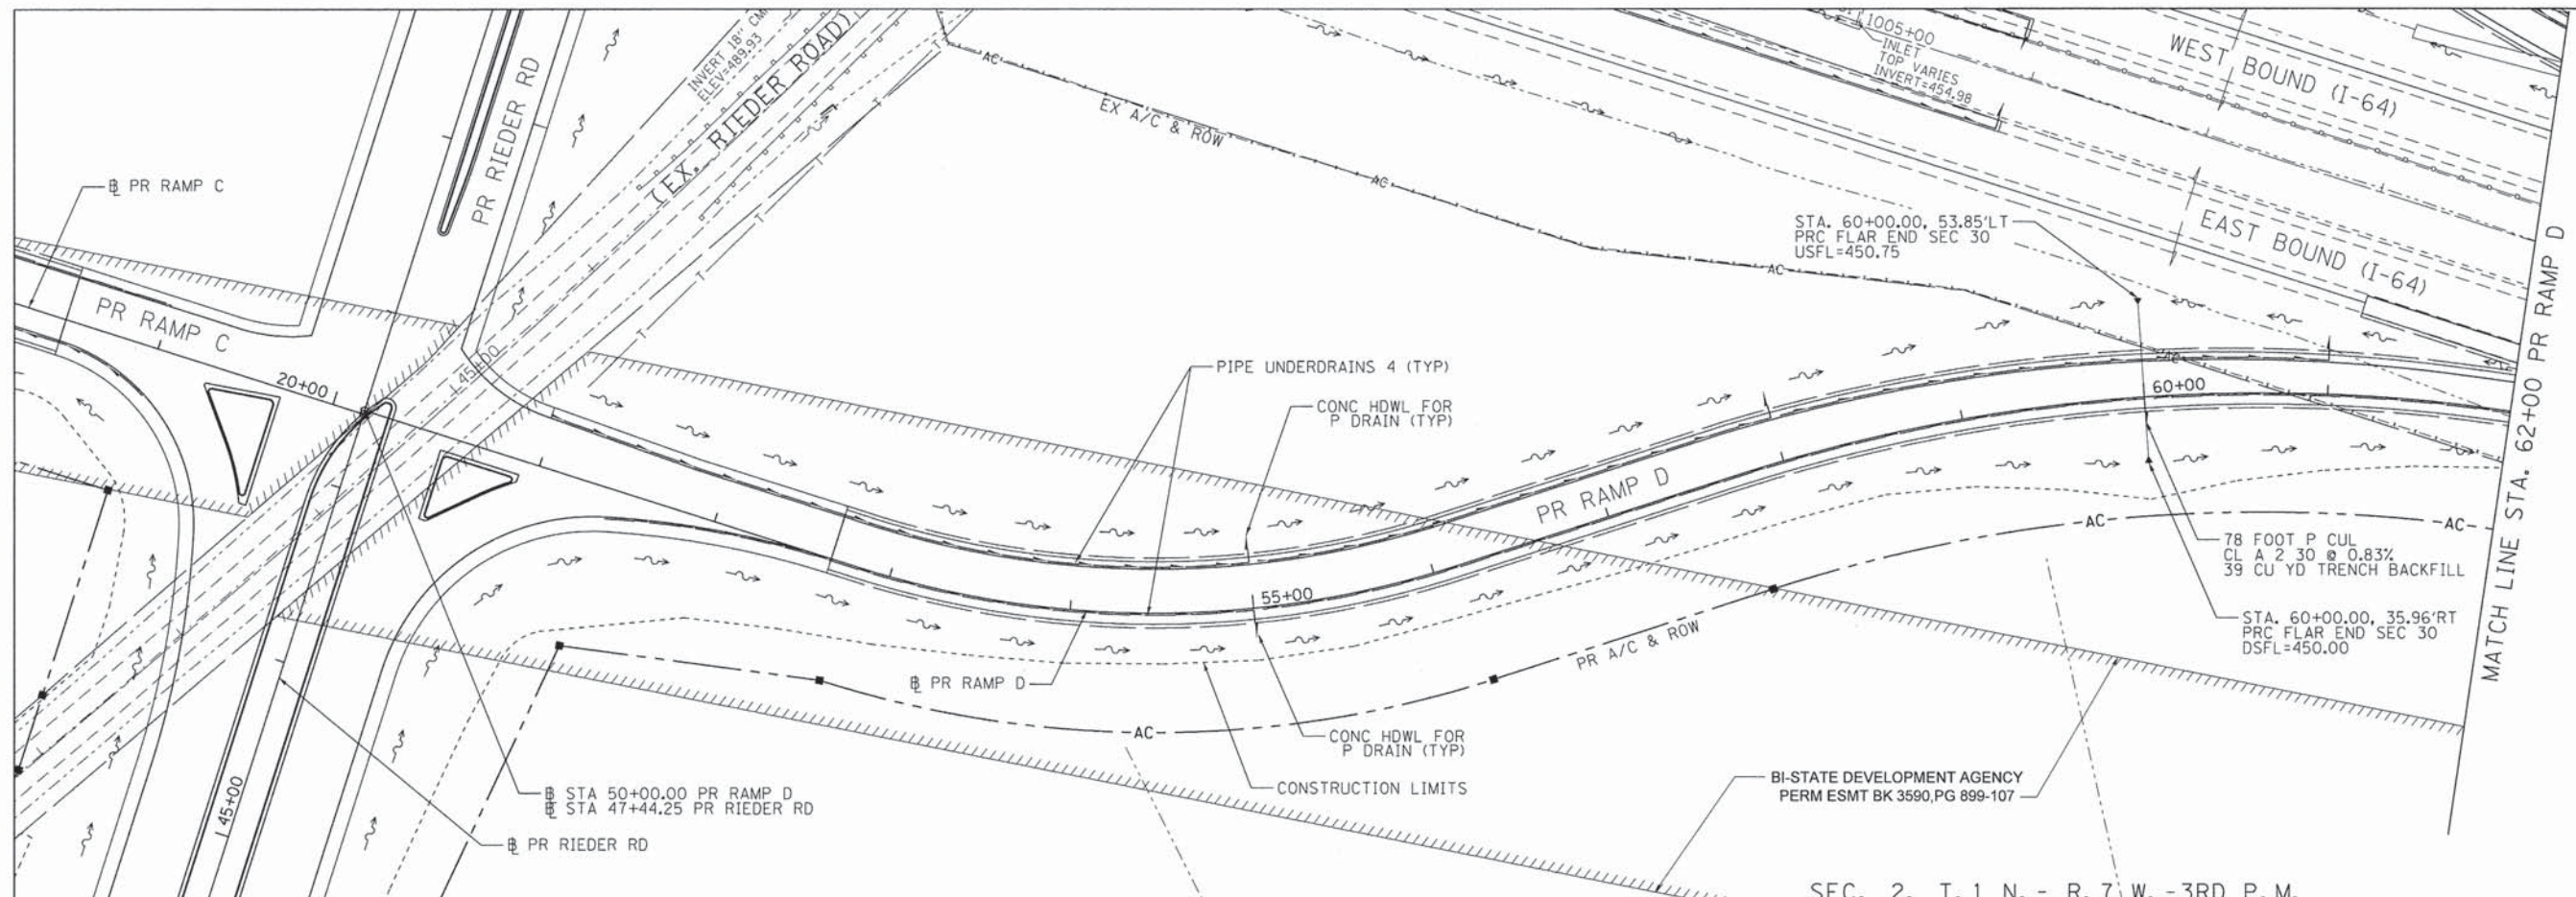 INVERT 18" CM
ELEV=489.93
(EX. RIEDER ROAD)
PR RIEDER RD
1005+00
INLET
TOP VARIES
INVERT=454.98
WEST BOUND (I-64)
EAST BOUND (I-64)
AC
EX A/C & ROW
AC
AC
AC
STA. 60+00.00, 53.85'LT
PRC FLAR END SEC 30
USFL=450.75
℄ PR RAMP C
PR RAMP C
20+00
45+00
PIPE UNDERDRAINS 4 (TYP)
CONC HDWL FOR
P DRAIN (TYP)
PR RAMP D
60+00
55+00
78 FOOT P CUL
CL A 2 30 @ 0.83%
39 CU YD TRENCH BACKFILL
STA. 60+00.00, 35.96'RT
PRC FLAR END SEC 30
DSFL=450.00
AC
AC
MATCH LINE STA. 62+00 PR RAMP D
PR A/C & ROW
℄ PR RAMP D
AC
CONC HDWL FOR
P DRAIN (TYP)
CONSTRUCTION LIMITS
BI-STATE DEVELOPMENT AGENCY
PERM ESMT BK 3590,PG 899-107
℄ STA 50+00.00 PR RAMP D
℄ STA 47+44.25 PR RIEDER RD
45+00
℄ PR RIEDER RD
SEC. 2, T.1 N. - R.7 W. -3RD P.M.